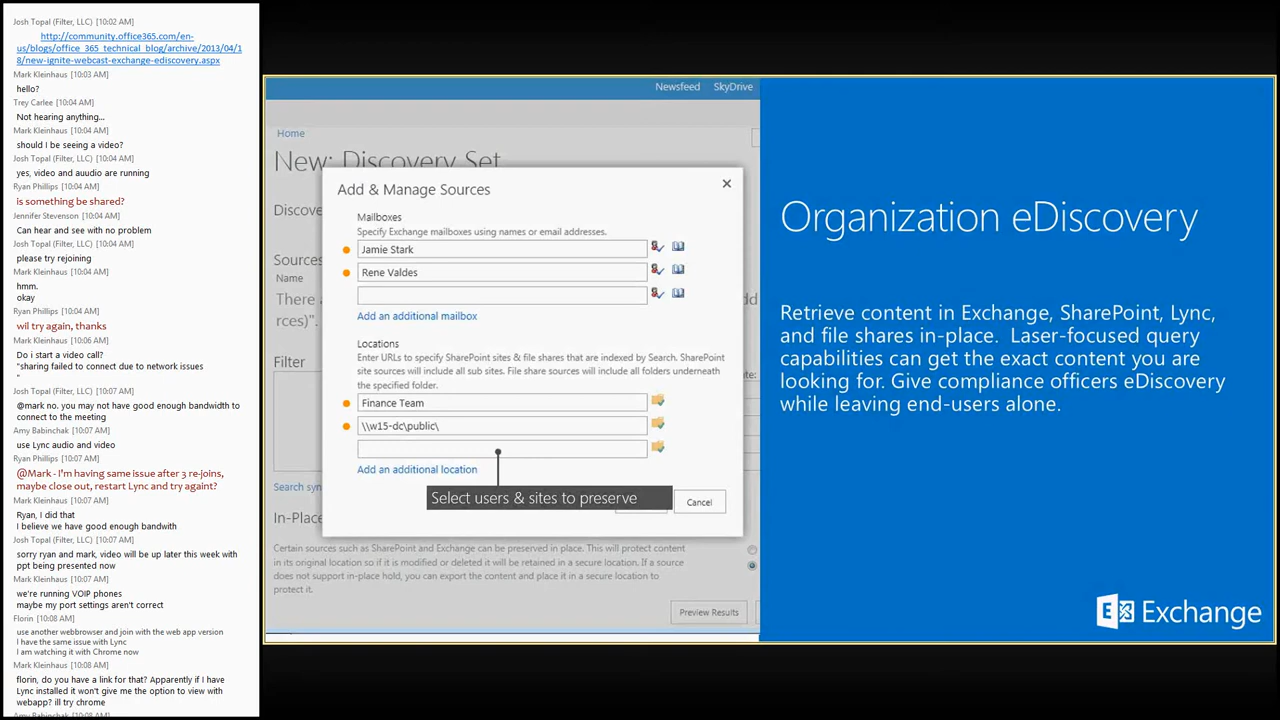 Josh Topal (Filter, LLC) [10:02 AM]
http://community.office365.com/en-
us/blogs/office_365_technical_blog/archive/2013/04/1
8/new-ignite-webcast-exchange-ediscovery.aspx
Mark Kleinhaus [10:03 AM]
hello?
Trey Carlee [10:04 AM]
Not hearing anything...
Mark Kleinhaus [10:04 AM]
should I be seeing a video?
Josh Topal (Filter, LLC) [10:04 AM]
yes, video and auudio are running
Ryan Phillips [10:04 AM]
is something be shared?
Jennifer Stevenson [10:04 AM]
Can hear and see with no problem
Josh Topal (Filter, LLC) [10:04 AM]
please try rejoining
Mark Kleinhaus [10:04 AM]
hmm.
okay
Ryan Phillips [10:04 AM]
wil try again, thanks
Mark Kleinhaus [10:06 AM]
Do i start a video call?
"sharing failed to connect due to network issues
"
Josh Topal (Filter, LLC) [10:07 AM]
@mark no. you may not have good enough bandwidth to
connect to the meeting
Amy Babinchak [10:07 AM]
use Lync audio and video
Ryan Phillips [10:07 AM]
@Mark - I'm having same issue after 3 re-joins,
maybe close out, restart Lync and try againt?
Mark Kleinhaus [10:07 AM]
Ryan, I did that
I believe we have good enough bandwith
Josh Topal (Filter, LLC) [10:07 AM]
sorry ryan and mark, video will be up later this week with
ppt being presented now
Mark Kleinhaus [10:07 AM]
we're running VOIP phones
maybe my port settings aren't correct
Florin [10:08 AM]
use another webbrowser and join with the web app version
I have the same issue with Lync
I am watching it with Chrome now
Mark Kleinhaus [10:08 AM]
florin, do you have a link for that? Apparently if I have
Lync installed it won't give me the option to view with
webapp? ill try chrome
Amy Babinchak [10:08 AM]
Newsfeed SkyDrive
Home
New: Discovery Set
Discove
Sources
Name
There a
dd
rces)".
Filter
te:
Search syn
In-Place
Add & Manage Sources
Mailboxes
Specify Exchange mailboxes using names or email addresses.
Jamie Stark
Rene Valdes
Add an additional mailbox
Locations
Enter URLs to specify SharePoint sites & file shares that are indexed by Search. SharePoint
site sources will include all sub sites. File share sources will include all folders underneath
the specified folder.
Finance Team
\\w15-dc\public\
Add an additional location
Select users & sites to preserve
Cancel
Certain sources such as SharePoint and Exchange can be preserved in place. This will protect content
in its original location so if it is modified or deleted it will be retained in a secure location. If a source
does not support in-place hold, you can export the content and place it in a secure location to
protect it.
Preview Results
Organization eDiscovery
Retrieve content in Exchange, SharePoint, Lync,
and file shares in-place. Laser-focused query
capabilities can get the exact content you are
looking for. Give compliance officers eDiscovery
while leaving end-users alone.
Exchange